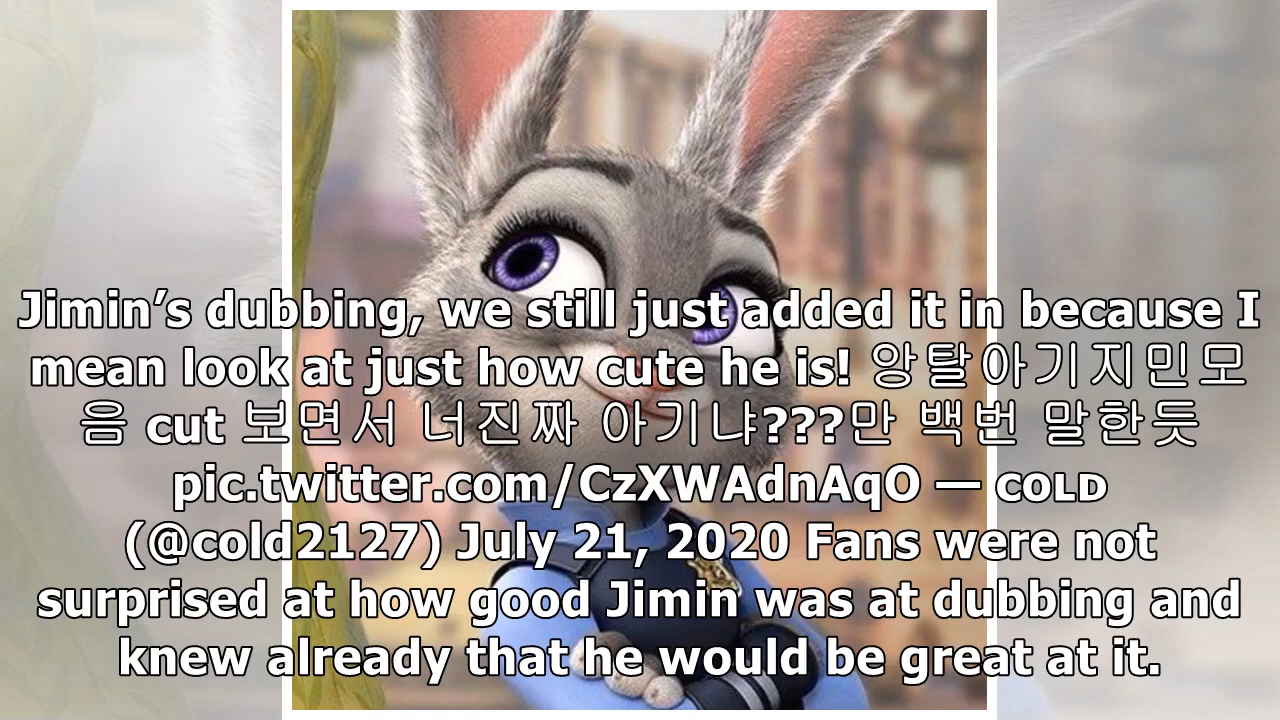 Jimin’s dubbing, we still just added it in because I
mean look at just how cute he is! 앙탈아기지민모
음 cut 보면서 너진짜 아기냐???만 백번 말한듯
pic.twitter.com/CzXWAdnAqO — ᴄᴏʟᴅ
(@cold2127) July 21, 2020 Fans were not
surprised at how good Jimin was at dubbing and
knew already that he would be great at it.